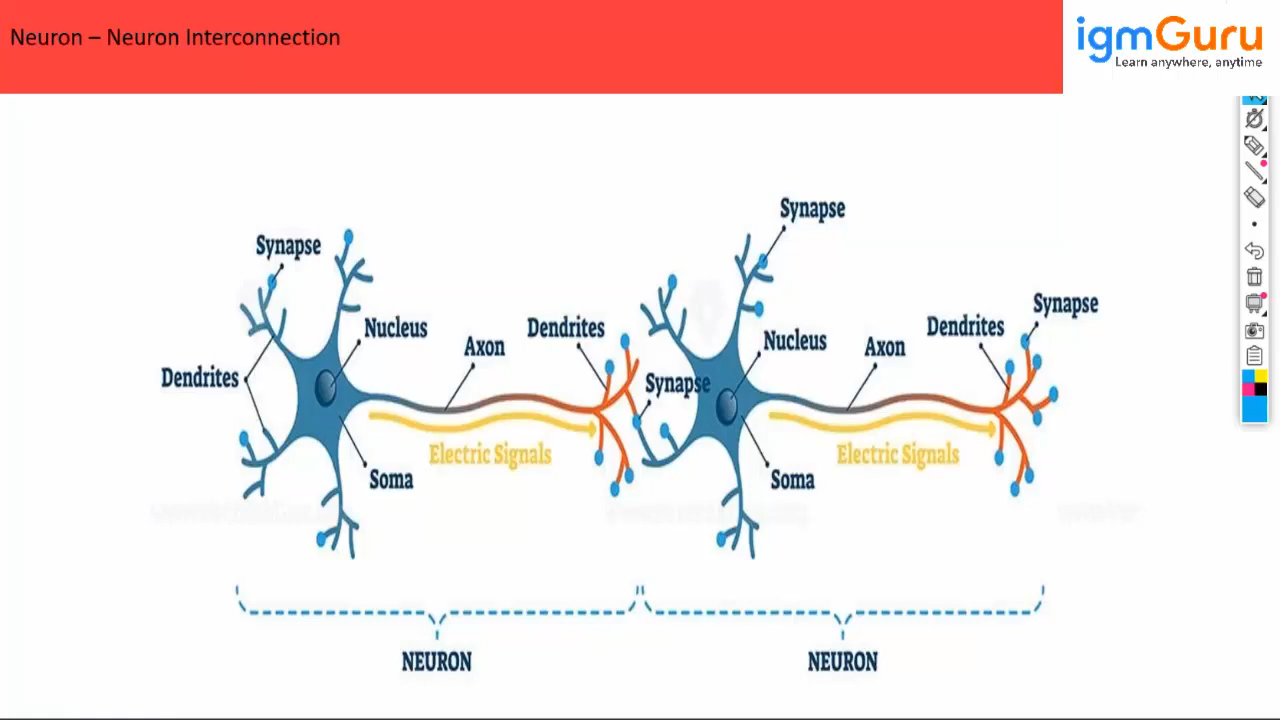 Neuron – Neuron Interconnection
igmGuru
Learn anywhere, anytime
Synapse
Synapse
Synapse
Nucleus
Axon
Dendrites
Nucleus
Axon
Dendrites
Dendrites
Synapse
Electric Signals
Electric Signals
Soma
Soma
NEURON
NEURON